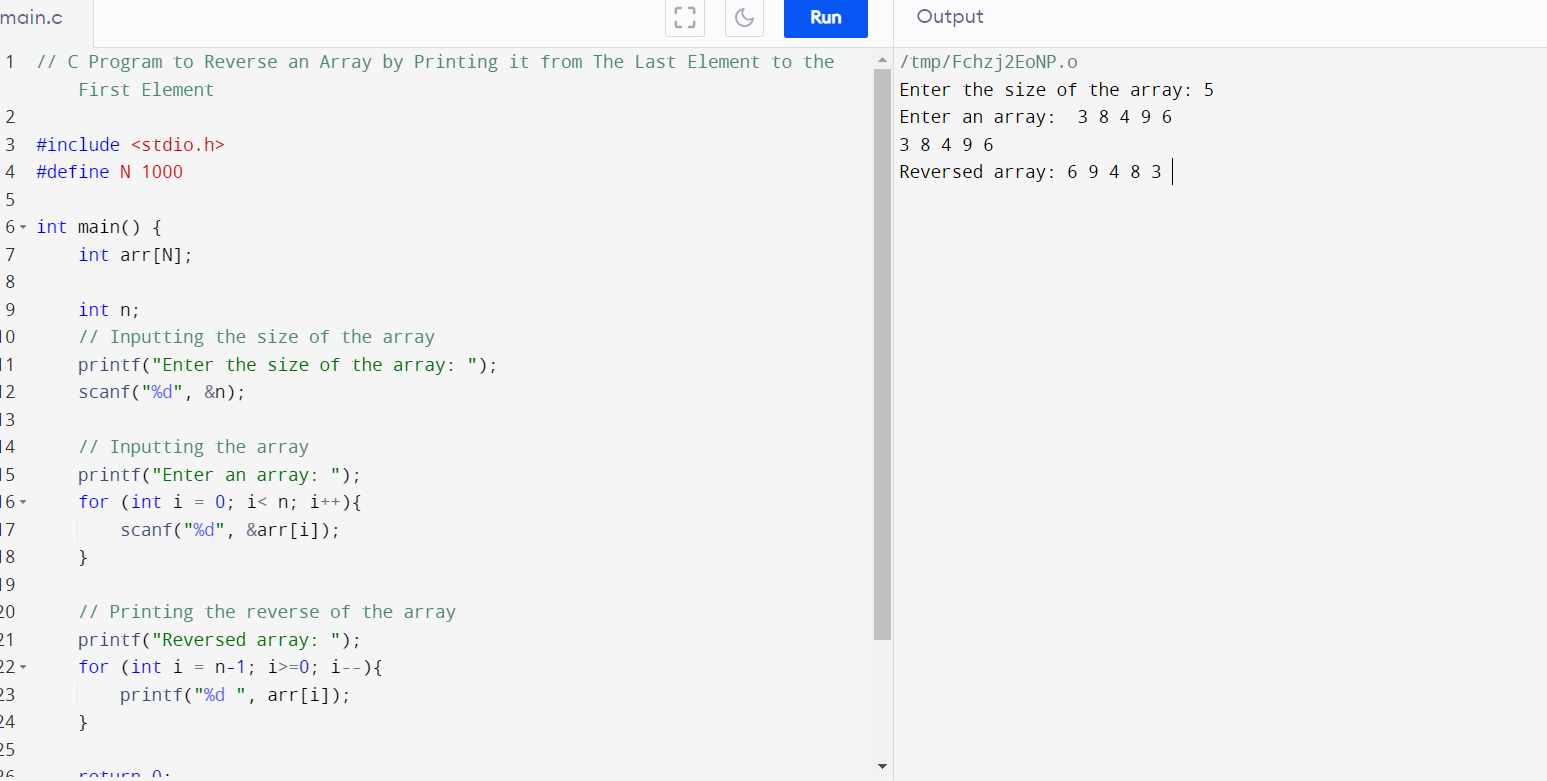 main.c
Run
Output
1 // C Program to Reverse an Array by Printing it from The Last Element to the
First Element
2
3 #include <stdio.h>
4 #define N 1000
5
6 int main() {
7 int arr[N];
8
9 int n;
10 // Inputting the size of the array
11 printf("Enter the size of the array: ");
12 scanf("%d", &n);
13
14 // Inputting the array
15 printf("Enter an array: ");
16 for (int i = 0; i< n; i++){
17 scanf("%d", &arr[i]);
18 }
19
20 // Printing the reverse of the array
21 printf("Reversed array: ");
22 for (int i = n-1; i>=0; i--){
23 printf("%d ", arr[i]);
24 }
25
26 return 0;
/tmp/Fchzj2EoNP.o
Enter the size of the array: 5
Enter an array:  3 8 4 9 6
3 8 4 9 6
Reversed array: 6 9 4 8 3